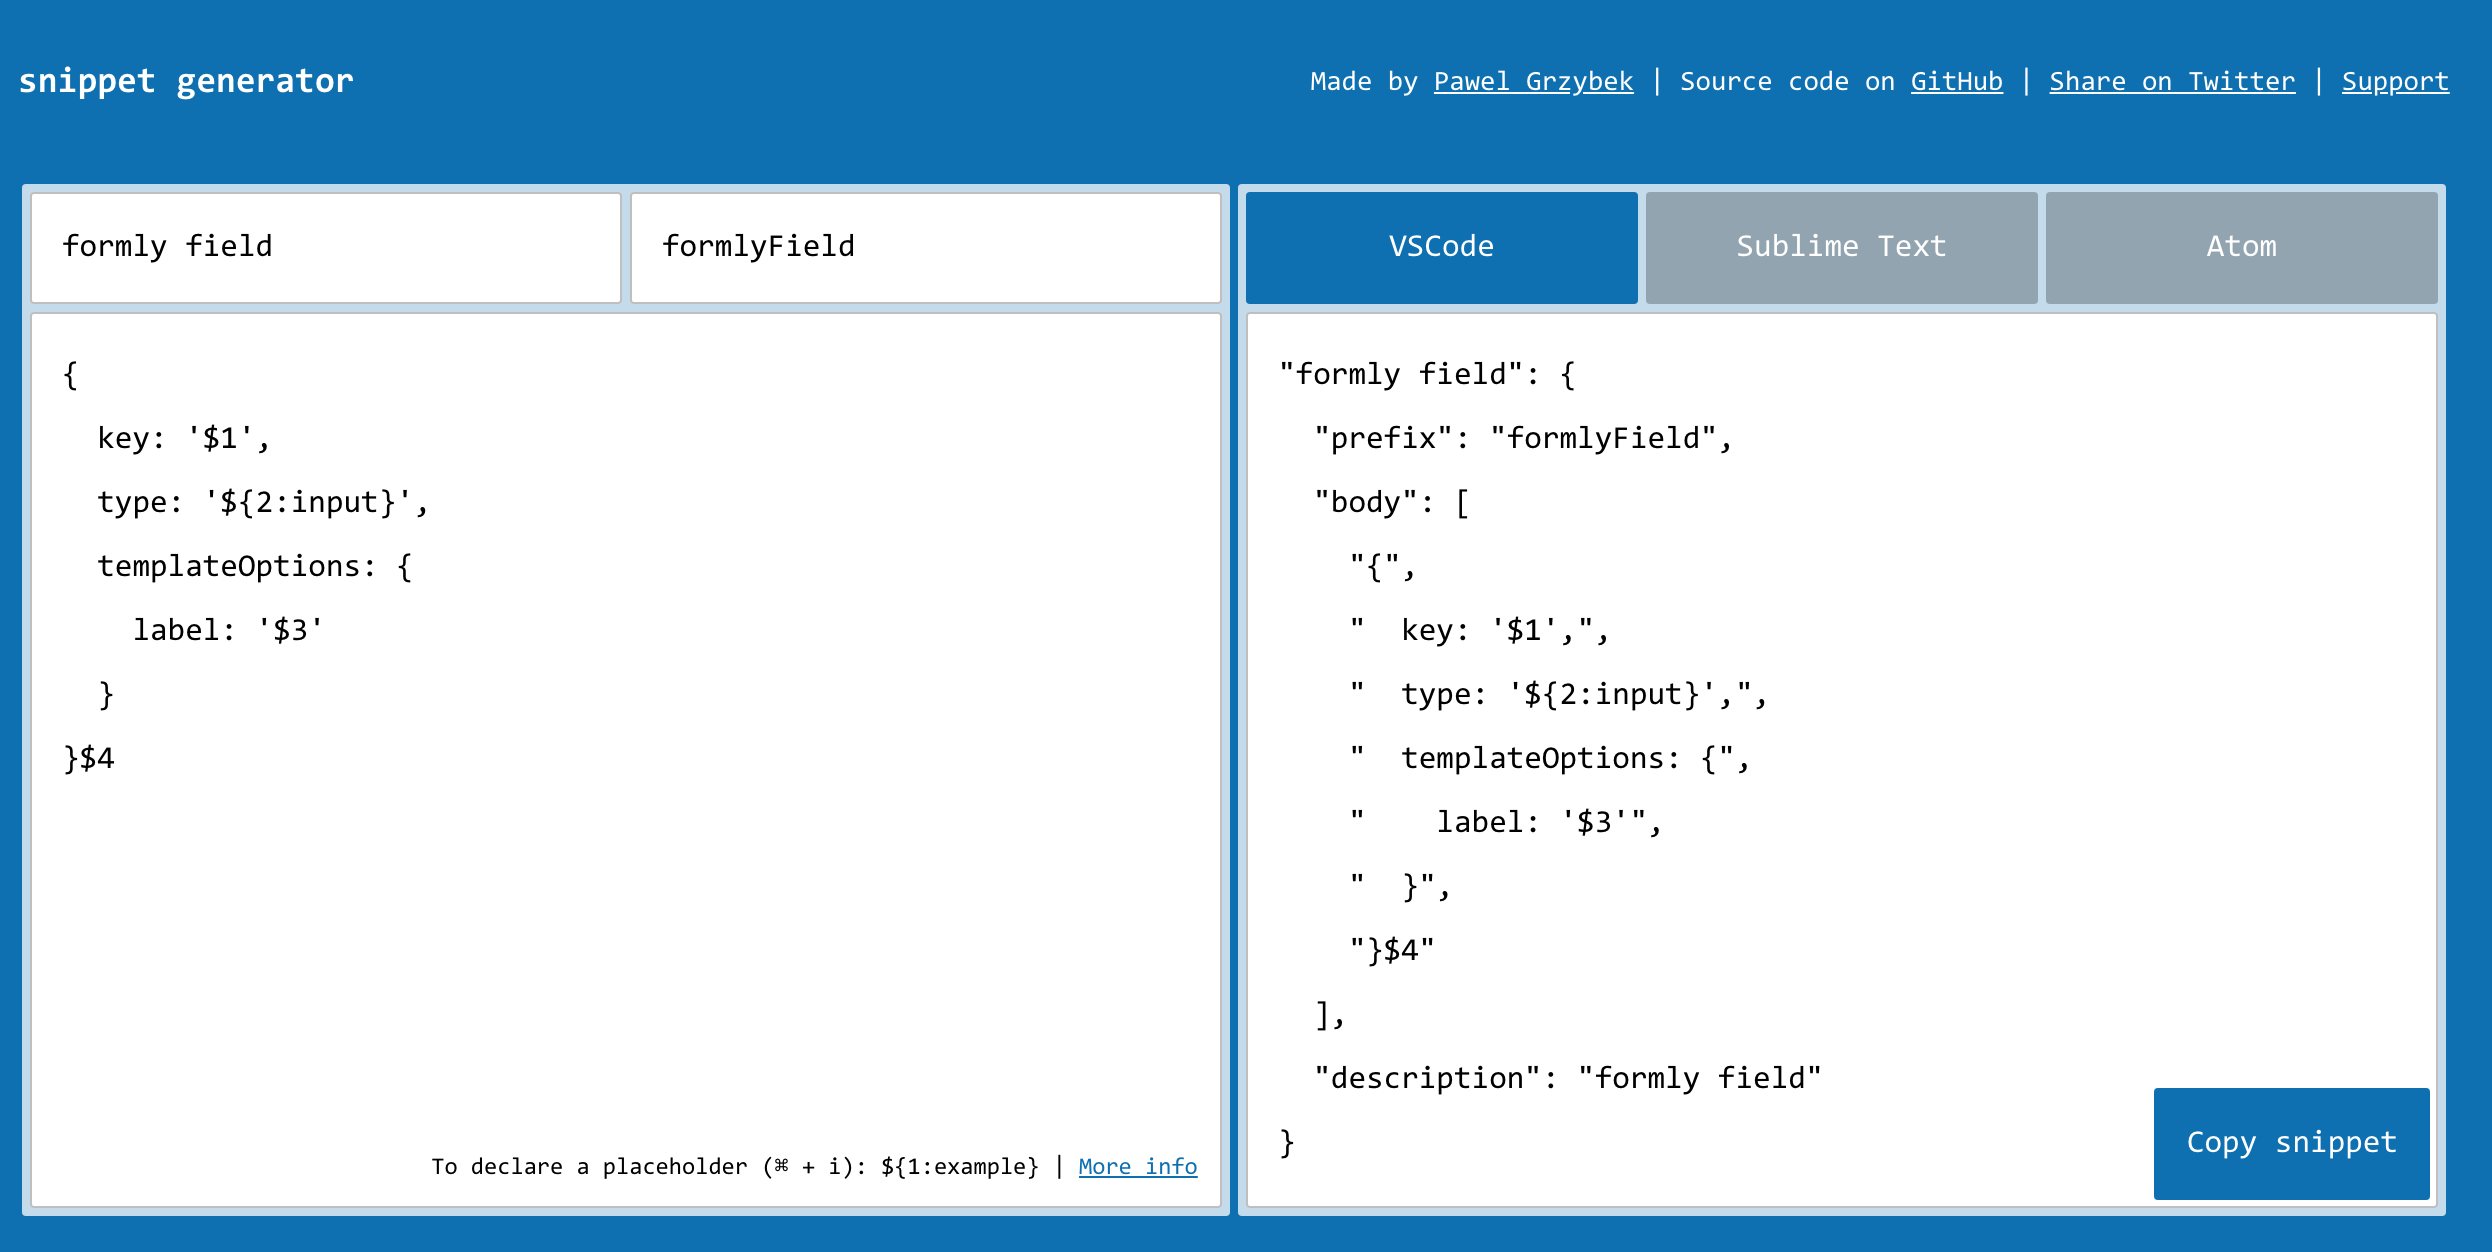 snippet generator
Made by Pawel Grzybek | Source code on GitHub | Share on Twitter | Support
formly field
formlyField
{
  key: '$1',
  type: '${2:input}',
  templateOptions: {
    label: '$3'
  }
}$4
To declare a placeholder (⌘ + i): ${1:example} | More info
VSCode
Sublime Text
Atom
"formly field": {
  "prefix": "formlyField",
  "body": [
    "{",
    "  key: '$1',",
    "  type: '${2:input}',",
    "  templateOptions: {",
    "    label: '$3'",
    "  }",
    "}$4"
  ],
  "description": "formly field"
}
Copy snippet